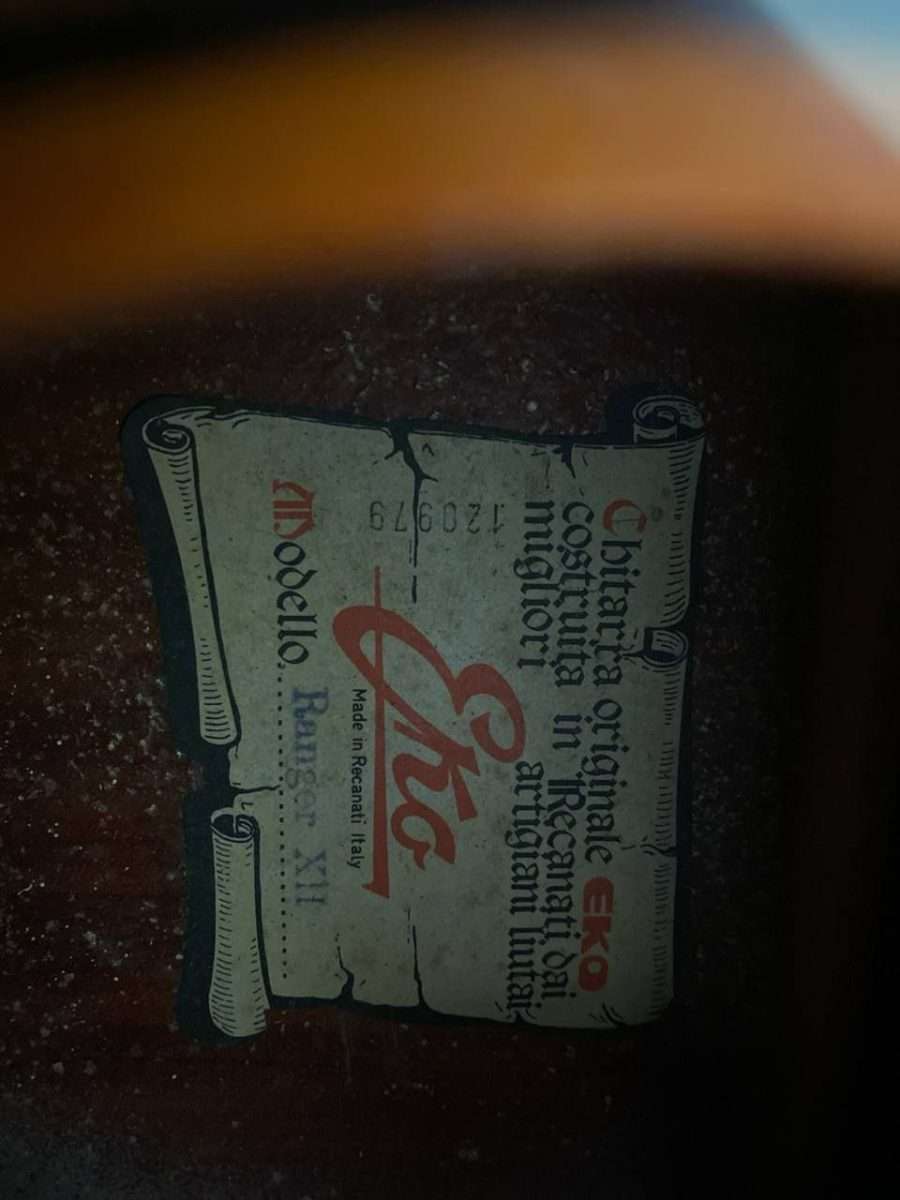 Chitarra originale EKO
costruita in Recanati dai
migliori artigiani liutai
120979
Eko
Made in Recanati Italy
Modello Ranger XII